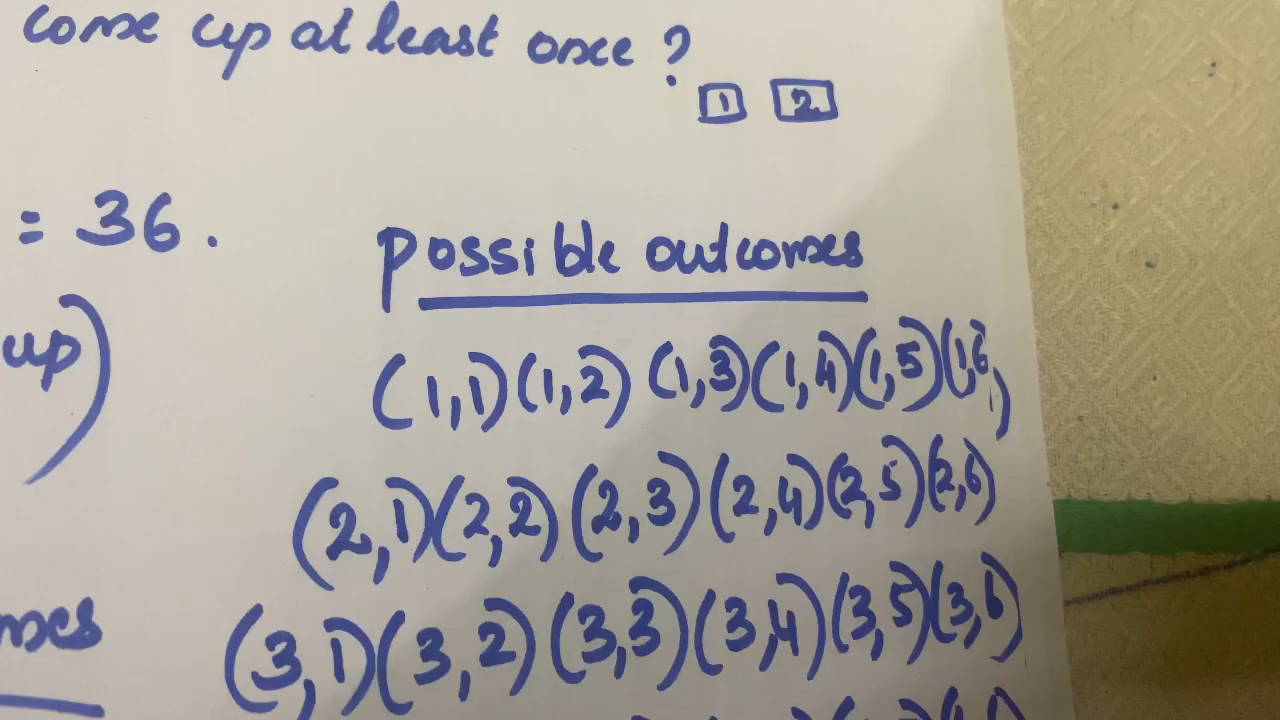 come up at least once ?
1 2
= 36.
possible outcomes
up)
(1,1) (1,2) (1,3) (1,4) (1,5) (1,6)
(2,1) (2,2) (2,3) (2,4) (2,5) (2,6)
(3,1) (3,2) (3,3) (3,4) (3,5) (3,6)